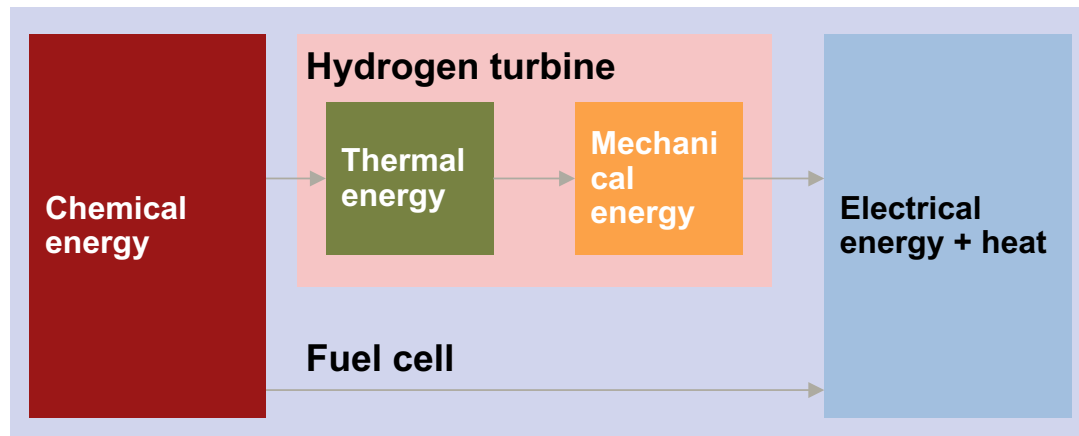 Hydrogen turbine
Chemical
energy
Thermal
energy
Mechani
cal
energy
Electrical
energy + heat
Fuel cell